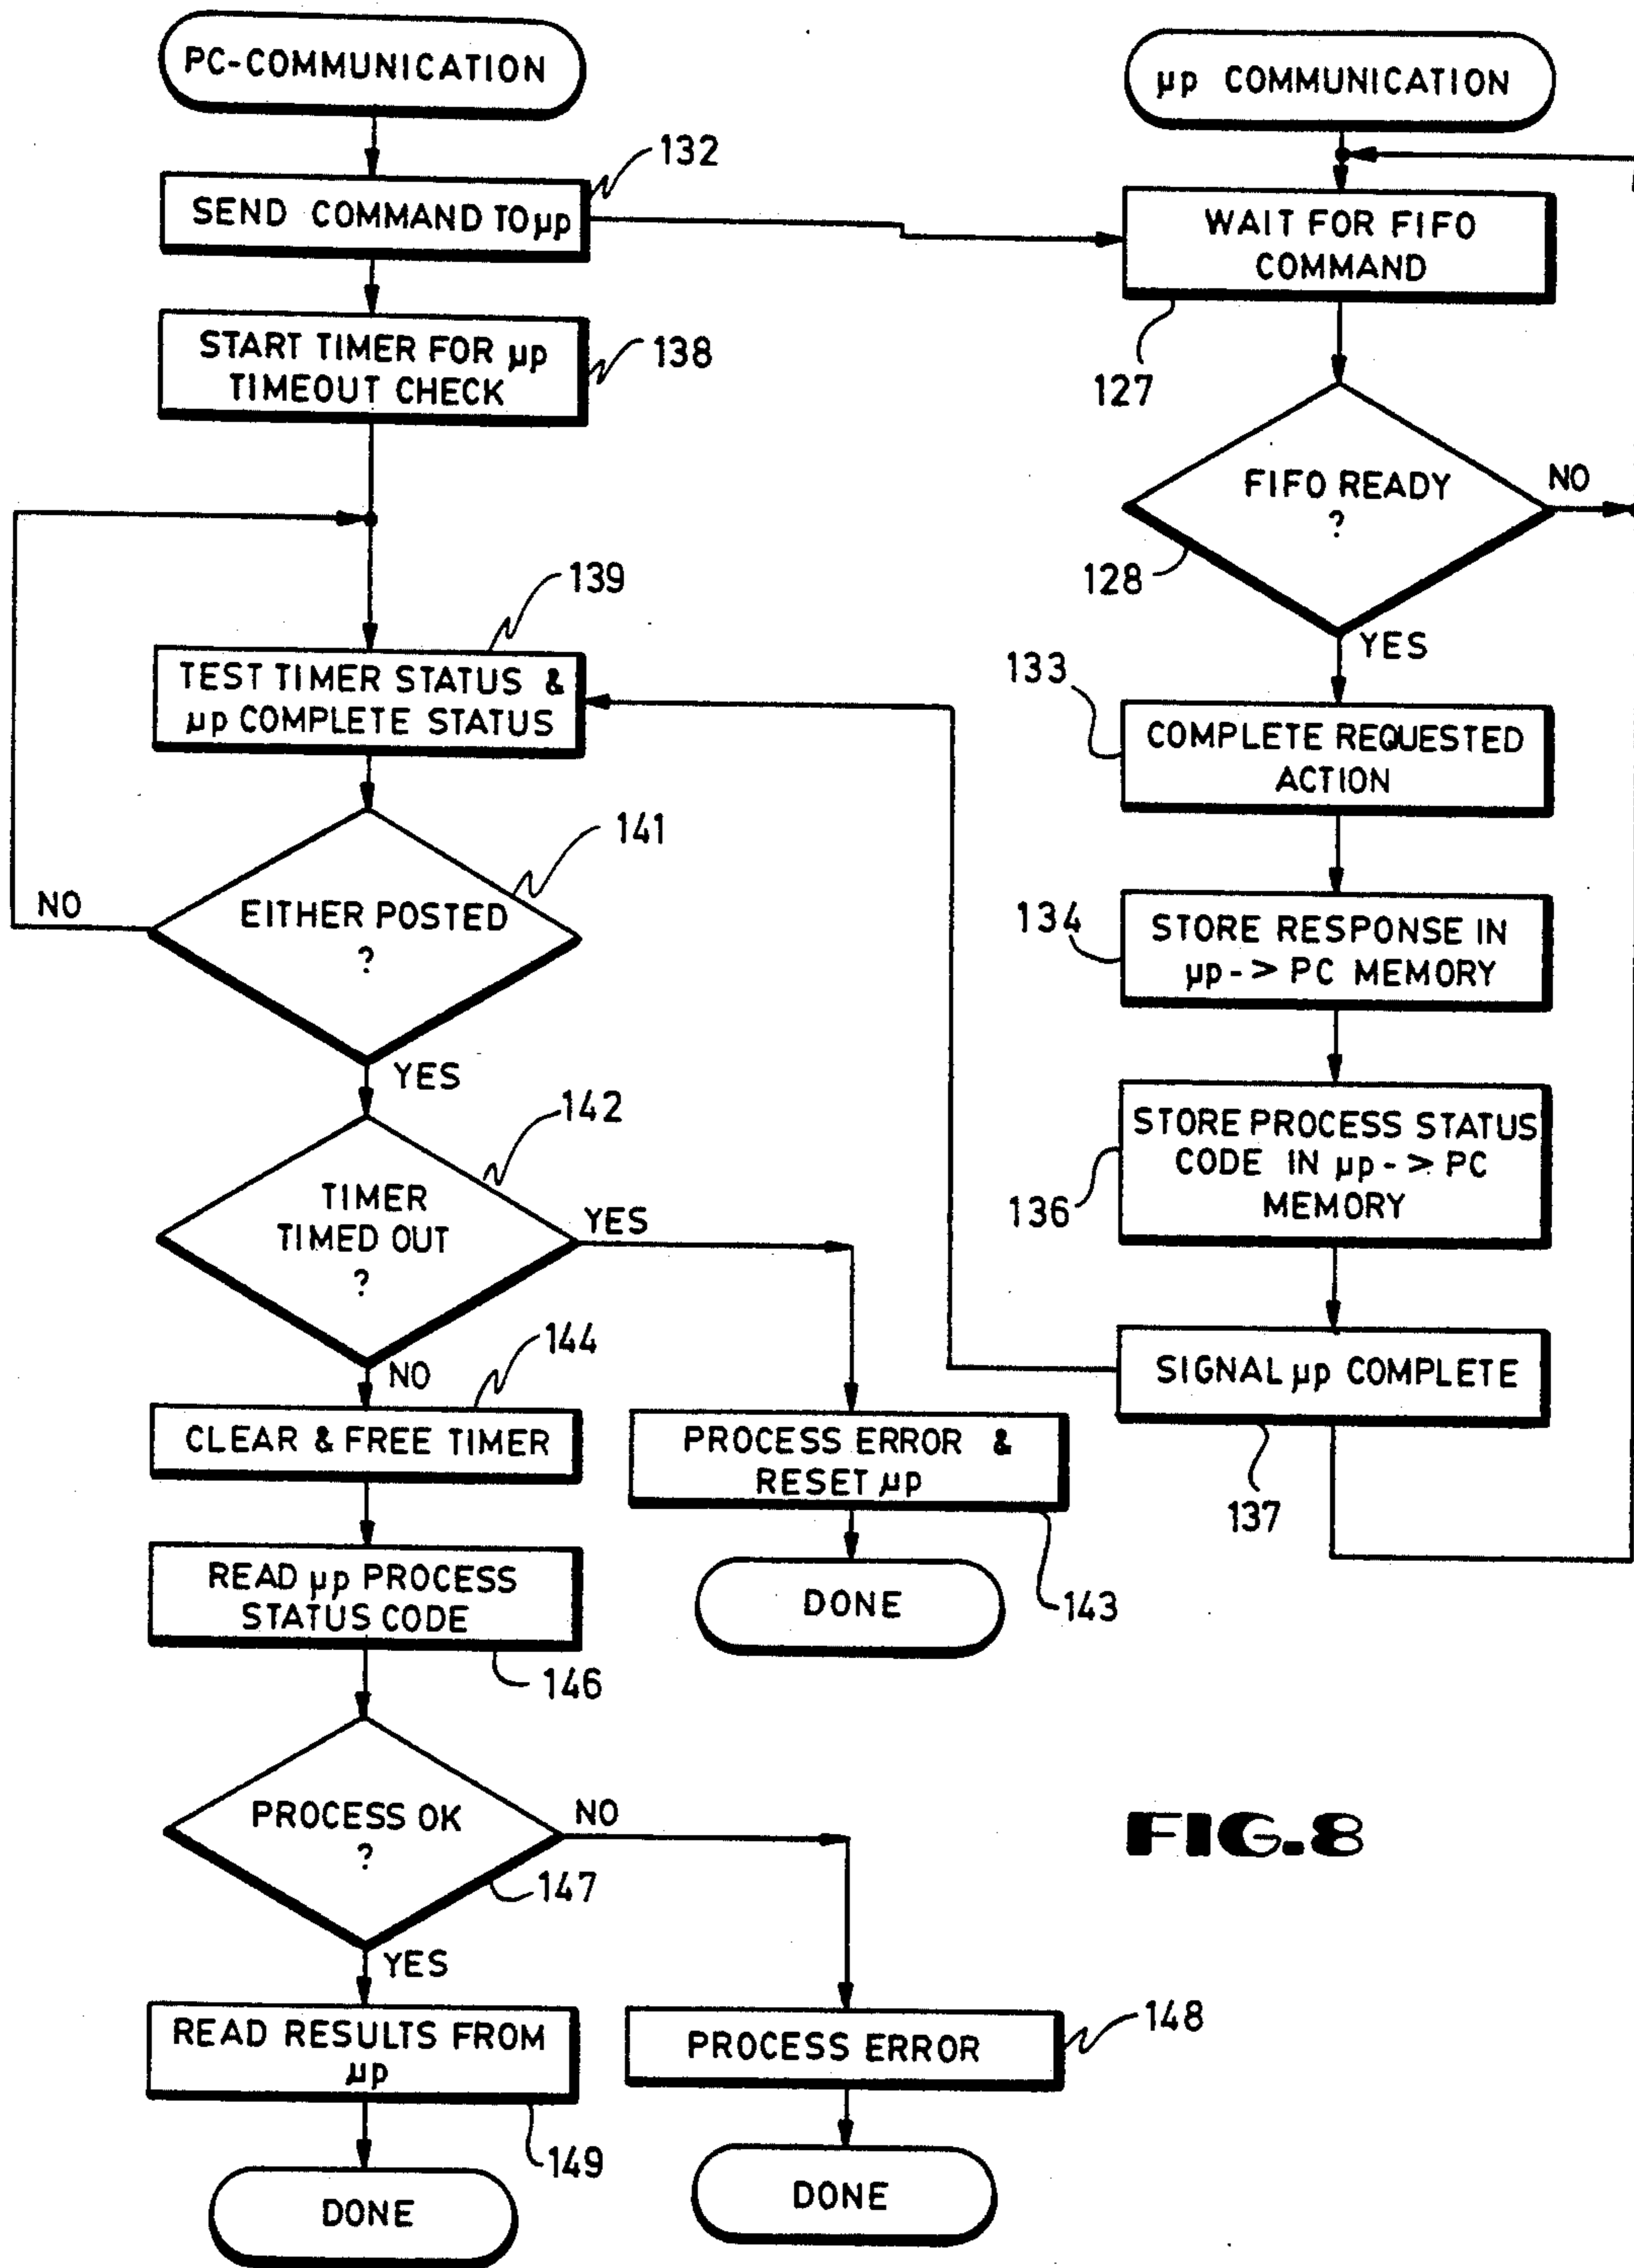 PC-COMMUNICATION
132
SEND COMMAND TO µp
START TIMER FOR µp
TIMEOUT CHECK
138
139
TEST TIMER STATUS &
µp COMPLETE STATUS
141
EITHER POSTED
?
NO
YES
142
TIMER
TIMED OUT
?
YES
NO
144
CLEAR & FREE TIMER
PROCESS ERROR &
RESET µp
143
DONE
READ µp PROCESS
STATUS CODE
146
PROCESS OK
?
NO
147
YES
READ RESULTS FROM
µp
149
DONE
PROCESS ERROR
148
DONE
µp COMMUNICATION
WAIT FOR FIFO
COMMAND
127
FIFO READY
?
NO
128
YES
133
COMPLETE REQUESTED
ACTION
134
STORE RESPONSE IN
µp-> PC MEMORY
STORE PROCESS STATUS
CODE IN µp-> PC
MEMORY
136
SIGNAL µp COMPLETE
137
FIG.8